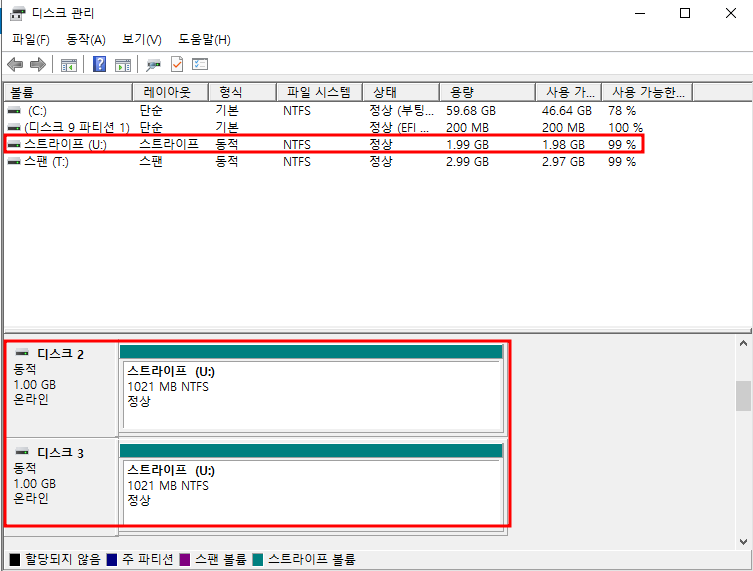 디스크 관리
파일(F) 동작(A) 보기(V) 도움말(H)
볼륨 레이아웃 형식 파일 시스템 상태 용량 사용 가... 사용 가능한...
(C:) 단순 기본 NTFS 정상 (부팅... 59.68 GB 46.64 GB 78 %
(디스크 9 파티션 1) 단순 기본 정상 (EFI ... 200 MB 200 MB 100 %
스트라이프 (U:) 스트라이프 동적 NTFS 정상 1.99 GB 1.98 GB 99 %
스팬 (T:) 스팬 동적 NTFS 정상 2.99 GB 2.97 GB 99 %
디스크 2
동적
1.00 GB
온라인
스트라이프 (U:)
1021 MB NTFS
정상
디스크 3
동적
1.00 GB
온라인
스트라이프 (U:)
1021 MB NTFS
정상
할당되지 않음 주 파티션 스팬 볼륨 스트라이프 볼륨